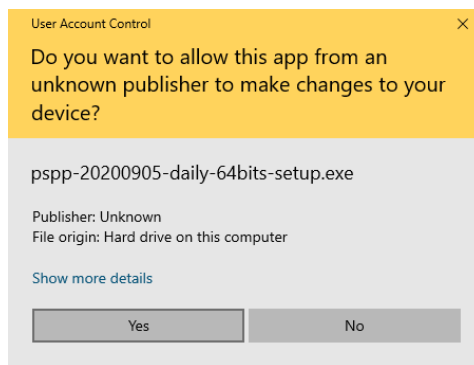 User Account Control
Do you want to allow this app from an
unknown publisher to make changes to your
device?
pspp-20200905-daily-64bits-setup.exe
Publisher: Unknown
File origin: Hard drive on this computer
Show more details
Yes
No